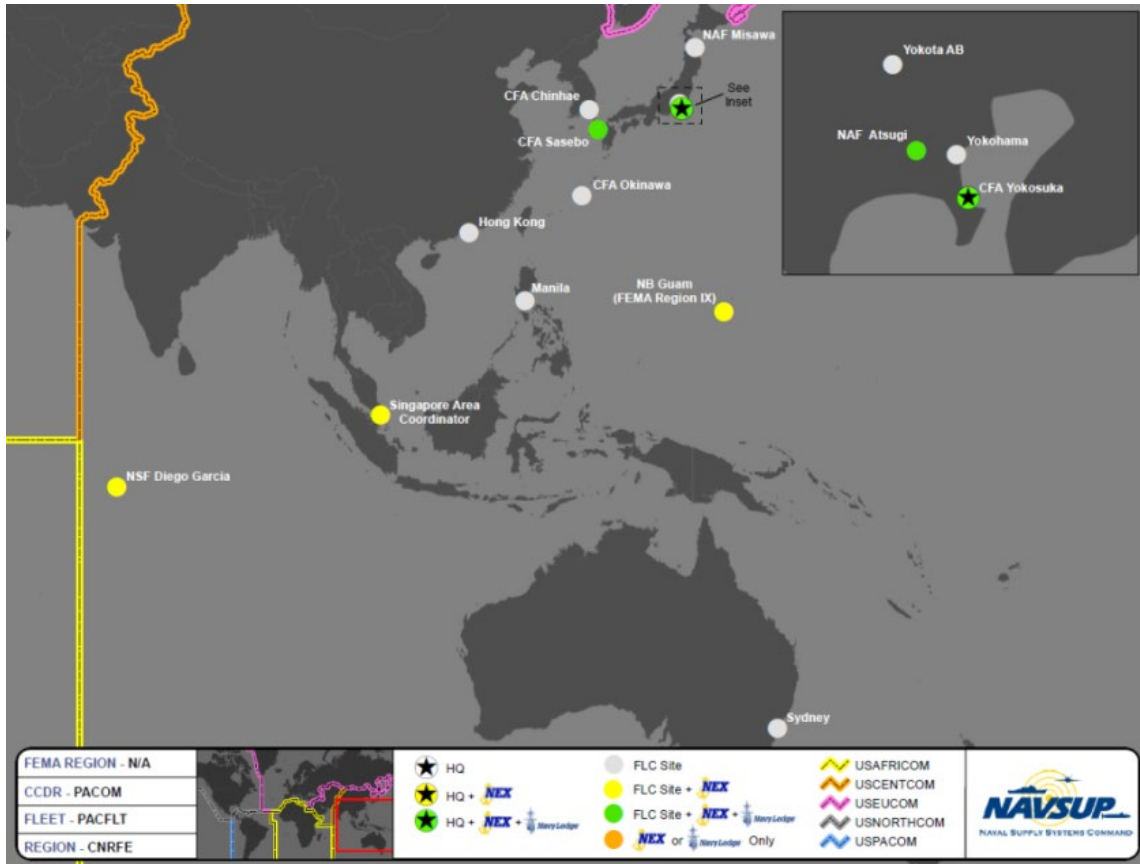 NAF Misawa
CFA Chinhae
See
Inset
CFA Sasebo
CFA Okinawa
Hong Kong
Manila
NB Guam
(FEMA Region IX)
Singapore Area
Coordinator
NSF Diego Garcia
Sydney
Yokota AB
NAF Atsugi
Yokohama
CFA Yokosuka
FEMA REGION - N/A
CCDR - PACOM
FLEET - PACFLT
REGION - CNRFE
HQ
HQ + NEX
HQ + NEX + Navy Lodge
FLC Site
FLC Site + NEX
FLC Site + NEX + Navy Lodge
NEX or Navy Lodge Only
USAFRICOM
USCENTCOM
USEUCOM
USNORTHCOM
USPACOM
NAVSUP
NAVAL SUPPLY SYSTEMS COMMAND